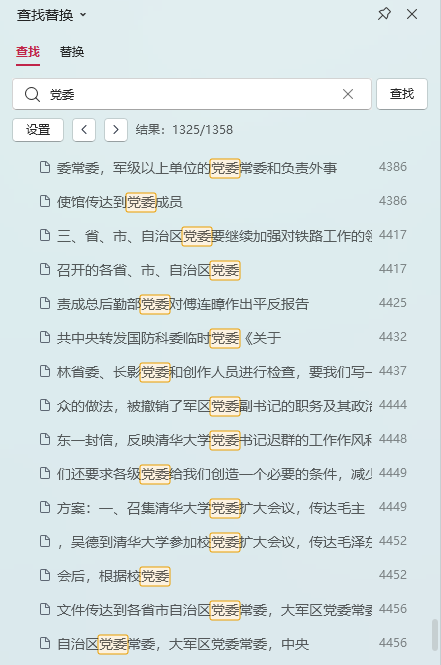 查找替换
查找 替换
党委 查找
设置 结果：1325/1358
委常委，军级以上单位的党委常委和负责外事 4386
使馆传达到党委成员 4386
三、省、市、自治区党委要继续加强对铁路工作的领 4417
召开的各省、市、自治区党委 4417
责成总后勤部党委对傅连暲作出平反报告 4425
共中央转发国防科委临时党委《关于 4432
林省委、长影党委和创作人员进行检查，要我们写一 4437
众的做法，被撤销了军区党委副书记的职务及其政治 4444
东一封信，反映清华大学党委书记迟群的工作作风和 4448
们还要求各级党委给我们创造一个必要的条件，减少 4449
方案：一、召集清华大学党委扩大会议，传达毛主 4449
，吴德到清华大学参加校党委扩大会议，传达毛泽东 4452
会后，根据校党委 4452
文件传达到各省市自治区党委常委，大军区党委常委 4456
自治区党委常委，大军区党委常委，中央 4456